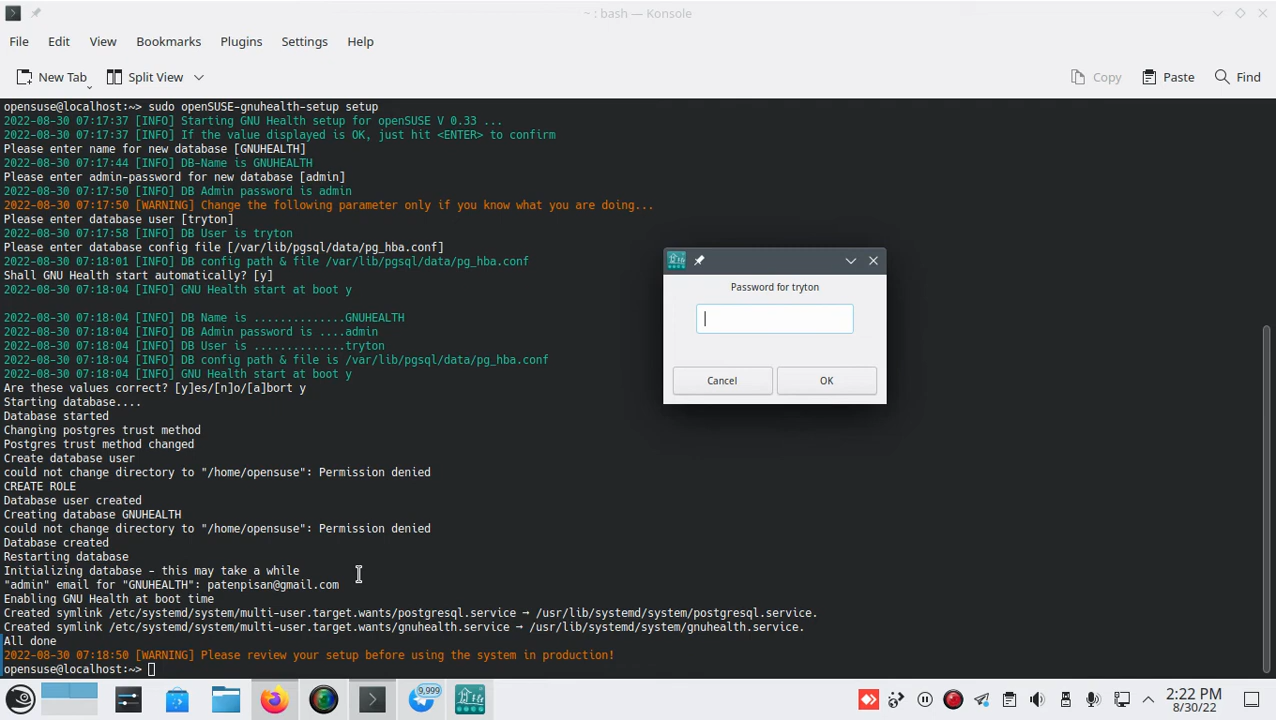 ~ : bash — Konsole
File Edit View Bookmarks Plugins Settings Help
New Tab Split View Copy Paste Find
opensuse@localhost:~> sudo openSUSE-gnuhealth-setup setup
2022-08-30 07:17:37 [INFO] Starting GNU Health setup for openSUSE V 0.33 ...
2022-08-30 07:17:37 [INFO] If the value displayed is OK, just hit <ENTER> to confirm
Please enter name for new database [GNUHEALTH]
2022-08-30 07:17:44 [INFO] DB-Name is GNUHEALTH
Please enter admin-password for new database [admin]
2022-08-30 07:17:50 [INFO] DB Admin password is admin
2022-08-30 07:17:50 [WARNING] Change the following parameter only if you know what you are doing...
Please enter database user [tryton]
2022-08-30 07:17:58 [INFO] DB User is tryton
Please enter database config file [/var/lib/pgsql/data/pg_hba.conf]
2022-08-30 07:18:01 [INFO] DB config path & file /var/lib/pgsql/data/pg_hba.conf
Shall GNU Health start automatically? [y]
2022-08-30 07:18:04 [INFO] GNU Health start at boot y
2022-08-30 07:18:04 [INFO] DB Name is ..............GNUHEALTH
2022-08-30 07:18:04 [INFO] DB Admin password is ....admin
2022-08-30 07:18:04 [INFO] DB User is ..............tryton
2022-08-30 07:18:04 [INFO] DB config path & file is /var/lib/pgsql/data/pg_hba.conf
2022-08-30 07:18:04 [INFO] GNU Health start at boot y
Are these values correct? [y]es/[n]o/[a]bort y
Starting database....
Database started
Changing postgres trust method
Postgres trust method changed
Create database user
could not change directory to "/home/opensuse": Permission denied
CREATE ROLE
Database user created
Creating database GNUHEALTH
could not change directory to "/home/opensuse": Permission denied
Database created
Restarting database
Initializing database - this may take a while
"admin" email for "GNUHEALTH": patenpisan@gmail.com
Enabling GNU Health at boot time
Created symlink /etc/systemd/system/multi-user.target.wants/postgresql.service → /usr/lib/systemd/system/postgresql.service.
Created symlink /etc/systemd/system/multi-user.target.wants/gnuhealth.service → /usr/lib/systemd/system/gnuhealth.service.
All done
2022-08-30 07:18:50 [WARNING] Please review your setup before using the system in production!
opensuse@localhost:~>
Password for tryton
Cancel OK
9,999
2:22 PM
8/30/22